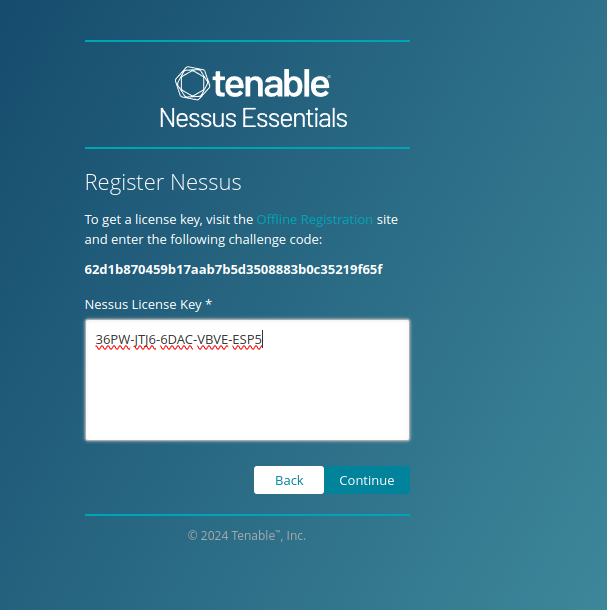 tenable
Nessus Essentials
Register Nessus
To get a license key, visit the Offline Registration site
and enter the following challenge code:
62d1b870459b17aab7b5d3508883b0c35219f65f
Nessus License Key *
36PW-JTJ6-6DAC-VBVE-ESP5
Back
Continue
© 2024 Tenable™, Inc.